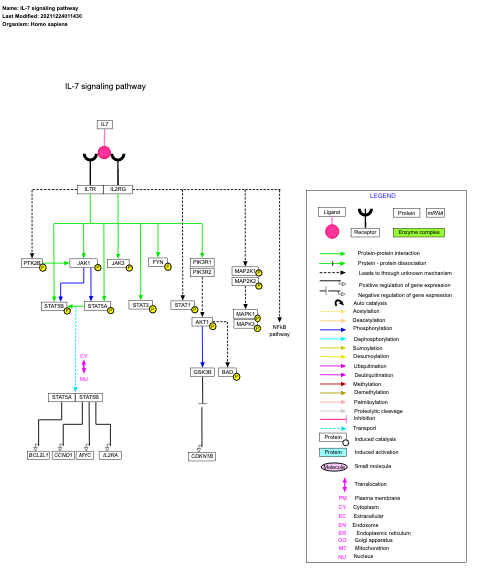 Name: IL-7 signaling pathway
Last Modified: 20211224011430
Organism: Homo sapiens
IL-7 signaling pathway
IL7
IL7R IL2RG
PTK2B JAK1 JAK3 FYN PIK3R1
PIK3R2
MAP2K1
MAP2K2
P P P P P P
STAT5B STAT5A STAT3 STAT1
P P P P
MAPK1
MAPK3
P P
AKT1
P
NFkB
pathway
CY
NU
GSK3B BAD
P P
STAT5A STAT5B
BCL2L1 CCND1 MYC IL2RA CDKN1B
LEGEND
Ligand
Receptor
Protein
mRNA
Enzyme complex
Protein-protein interaction
Protein - protein dissociation
Leads to through unknown mechanism
Positive regulation of gene expression
Negative regulation of gene expression
Auto catalysis
Acetylation
Deacetylation
Phosphorylation
Dephosphorylation
Sumoylation
Desumoylation
Ubiquitination
Deubiquitination
Methylation
Demethylation
Palmitoylation
Proteolytic cleavage
Inhibition
Transport
Protein Induced catalysis
Protein Induced activation
Molecule Small molecule
Translocation
PM Plasma membrane
CY Cytoplasm
EC Extracellular
EN Endosome
ER Endoplasmic reticulum
GO Golgi apparatus
MT Mitochondrion
NU Nucleus